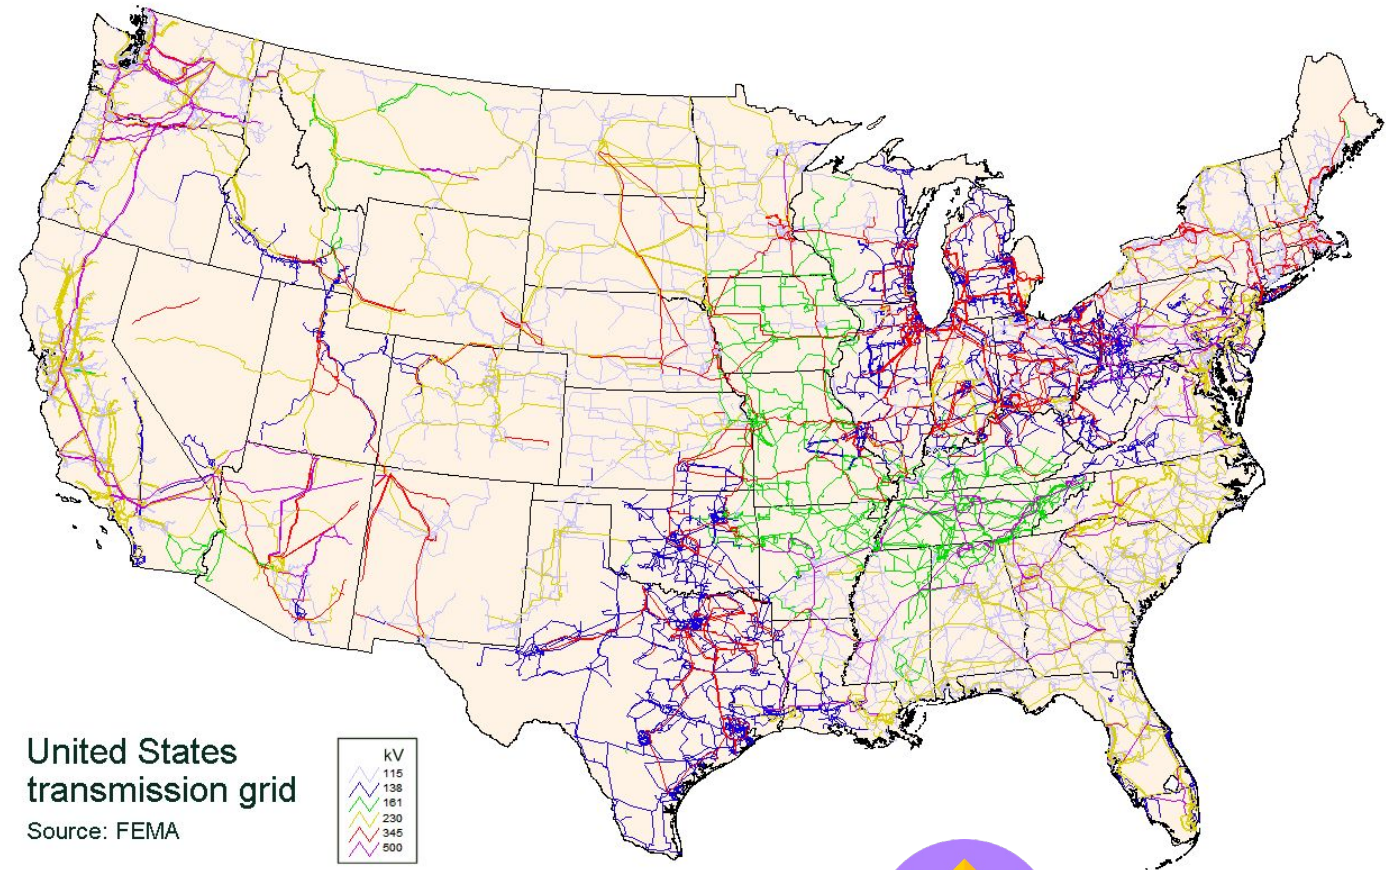 United States
transmission grid
Source: FEMA
kV
115
138
161
230
345
500